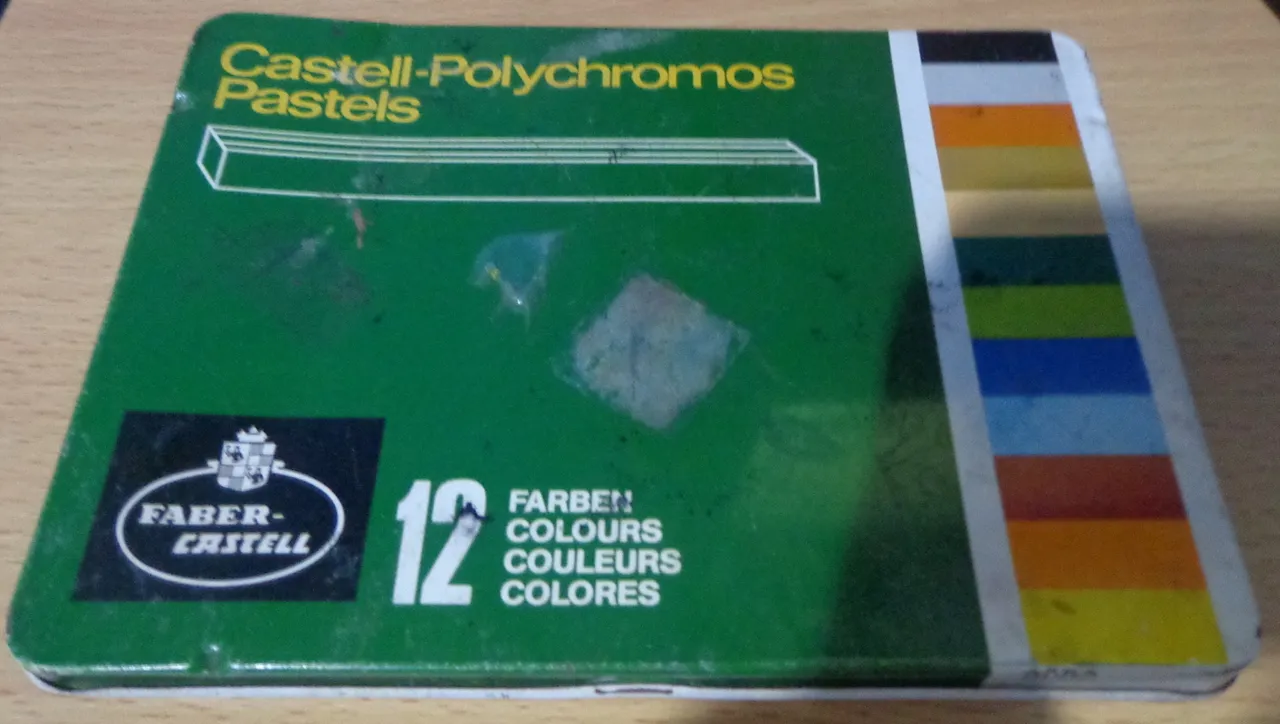 Castell-Polychromos
Pastels
FABER-
CASTELL
12
FARBEN
COLOURS
COULEURS
COLORES